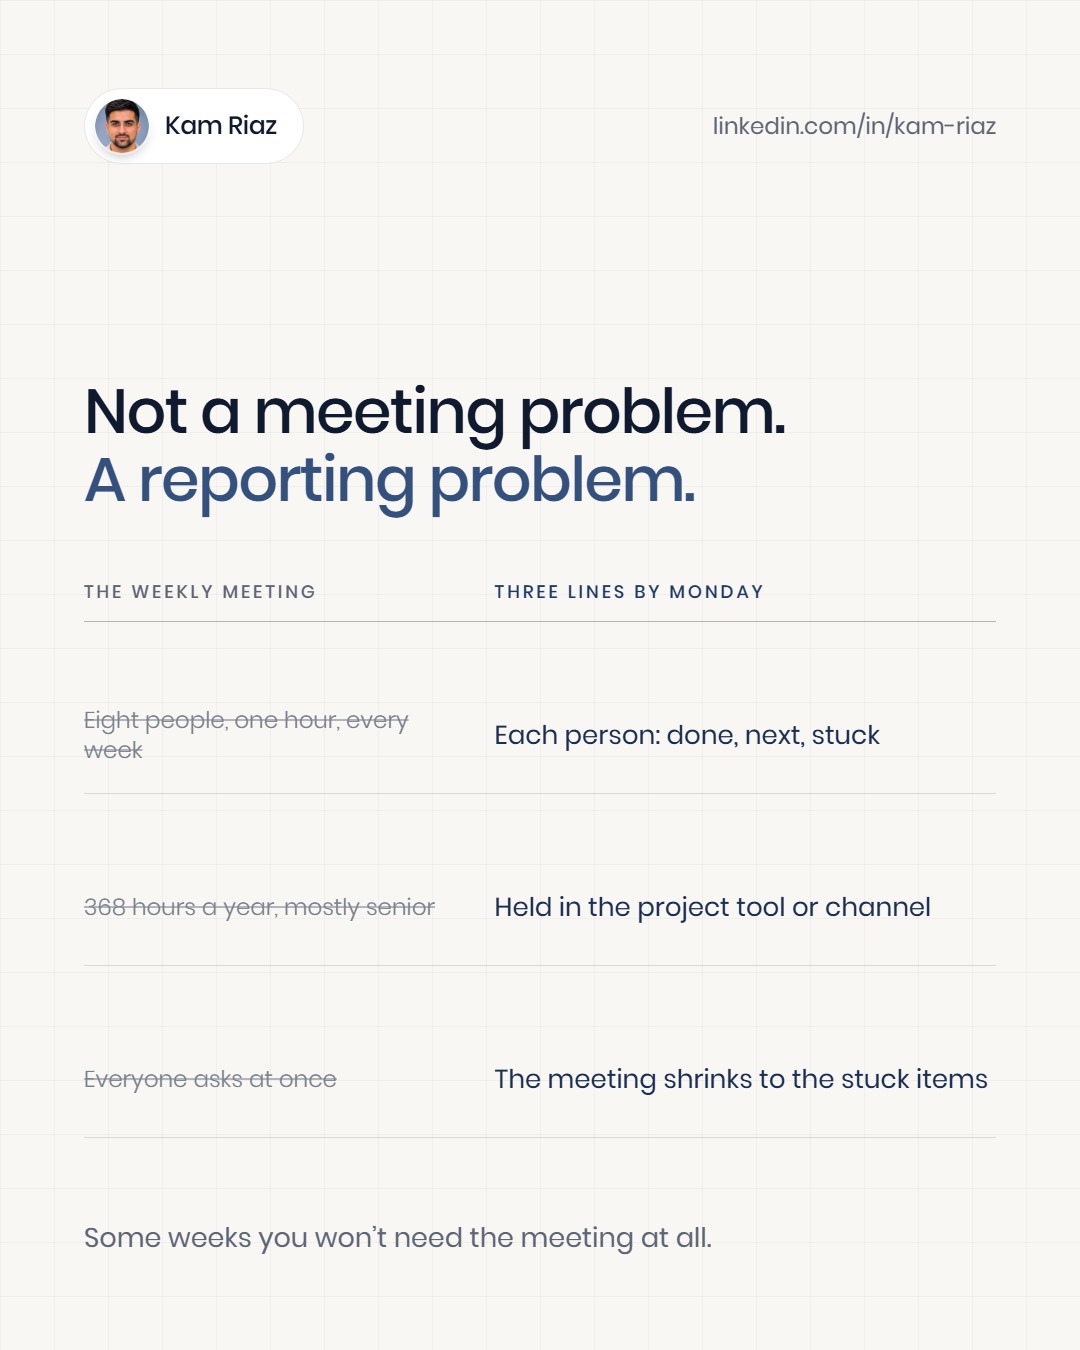 Kam Riaz
linkedin.com/in/kam-riaz
Not a meeting problem.
A reporting problem.
THE WEEKLY MEETING
THREE LINES BY MONDAY
Eight people, one hour, every
week
Each person: done, next, stuck
368 hours a year, mostly senior
Held in the project tool or channel
Everyone asks at once
The meeting shrinks to the stuck items
Some weeks you won’t need the meeting at all.